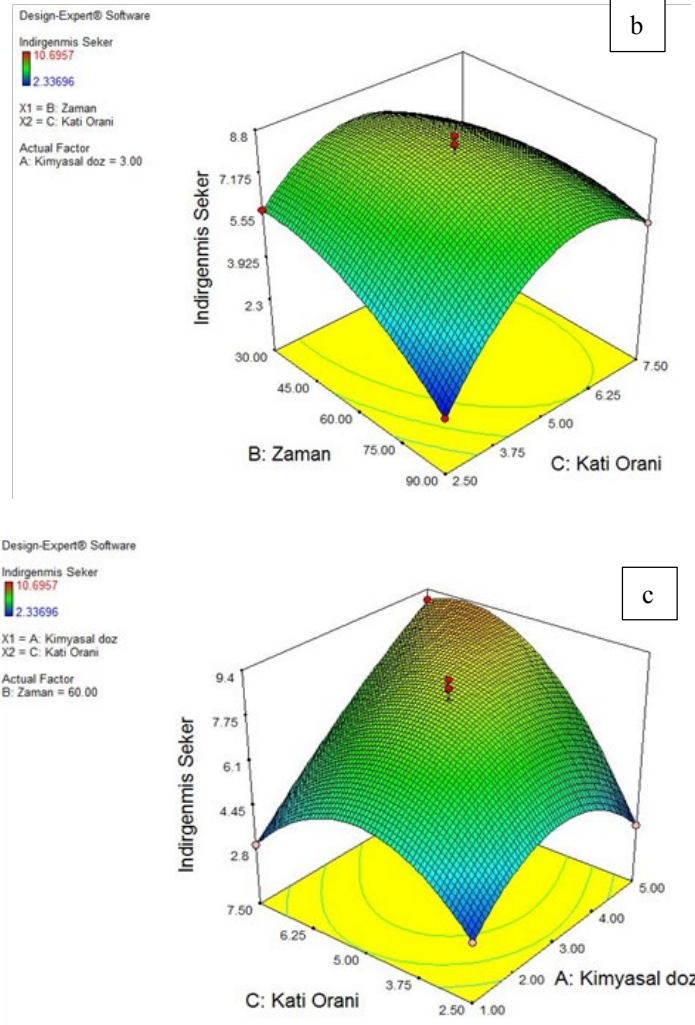 Design-Expert® Software
b
Indirgenmis Seker
10.6957
2.33696
X1 = B: Zaman
X2 = C: Kati Orani
Actual Factor
A: Kimyasal doz = 3.00
Indirgenmis Seker
8.8
7.175
5.55
3.925
2.3
30.00
45.00
60.00
75.00
90.00
B: Zaman
2.50
3.75
5.00
6.25
7.50
C: Kati Orani
Design-Expert® Software
c
Indirgenmis Seker
10.6957
2.33696
X1 = A: Kimyasal doz
X2 = C: Kati Orani
Actual Factor
B: Zaman = 60.00
Indirgenmis Seker
9.4
7.75
6.1
4.45
2.8
7.50
6.25
5.00
3.75
2.50
C: Kati Orani
1.00
2.00
3.00
4.00
5.00
A: Kimyasal doz